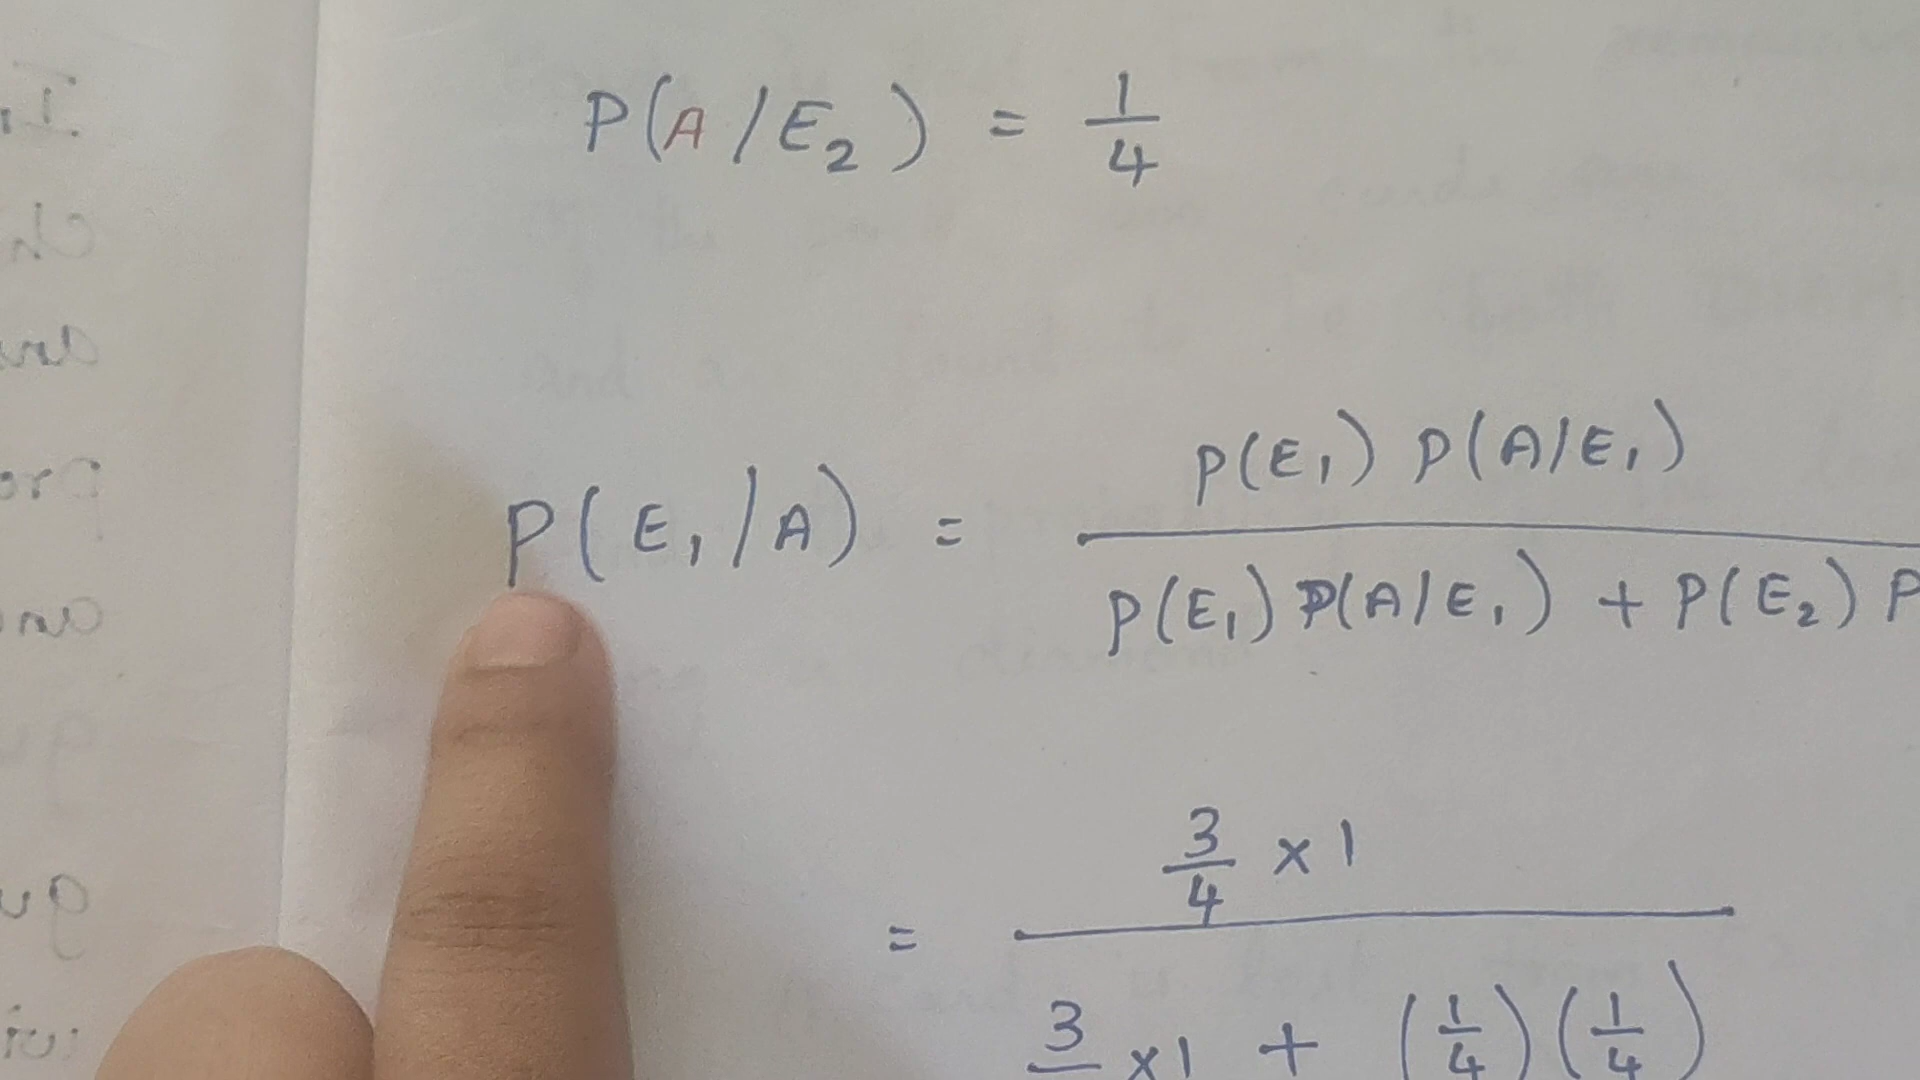 P(A/E₂) = 1/4
P(E₁/A) = P(E₁) P(A/E₁)
P(E₁) P(A/E₁) + P(E₂) P
= 3/4 x 1
3 x 1 + (1/4)(1/4)